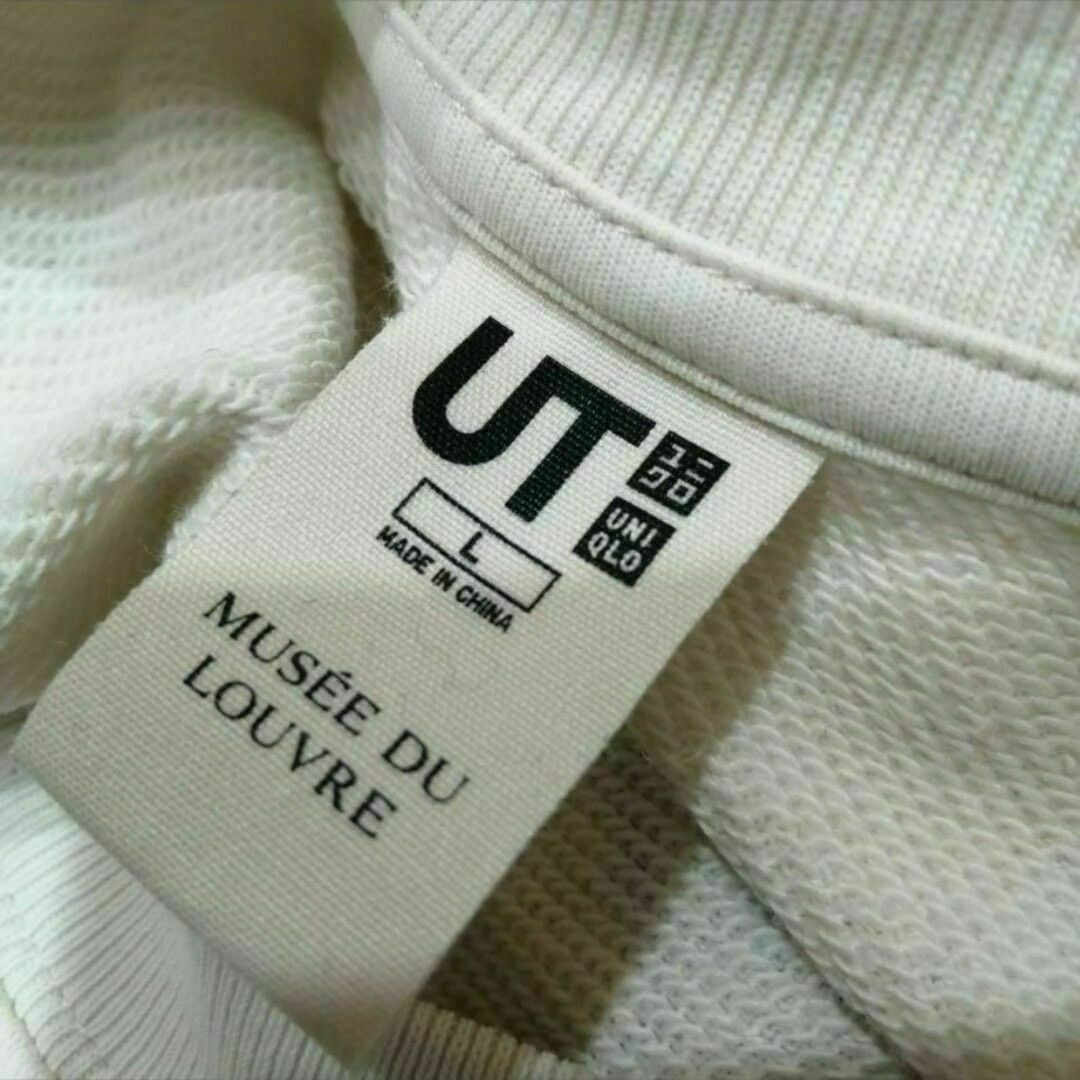 UT
ユニ
クロ
UNI
QLO
L
MADE IN CHINA
MUSÉE DU
LOUVRE